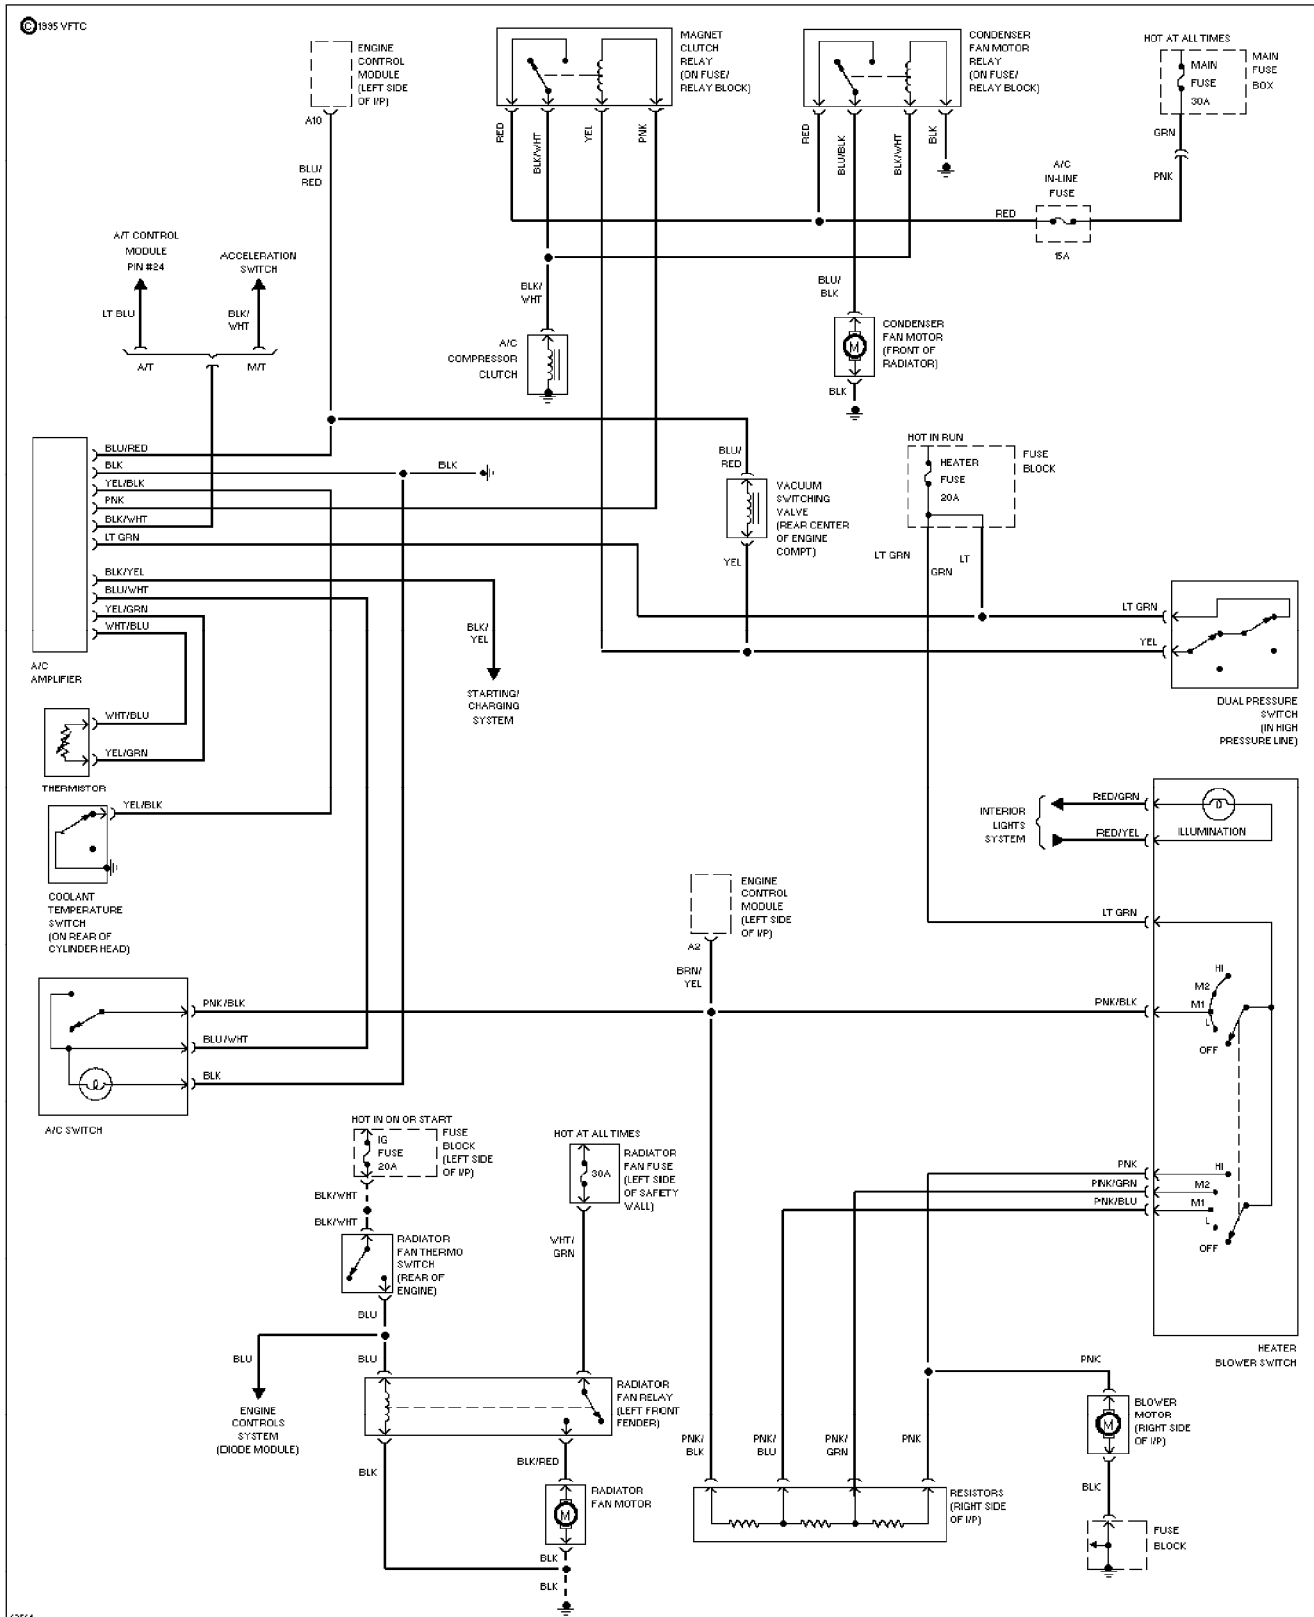 © 1995 VFTC
ENGINE
CONTROL
MODULE
(LEFT SIDE
OF I/P)
A10
BLU/
RED
MAGNET
CLUTCH
RELAY
(ON FUSE/
RELAY BLOCK)
RED
BLK/WHT
YEL
PNK
CONDENSER
FAN MOTOR
RELAY
(ON FUSE/
RELAY BLOCK)
RED
BLU/BLK
BLK/WHT
BLK
HOT AT ALL TIMES
MAIN
FUSE
30A
MAIN
FUSE
BOX
GRN
PNK
A/C
IN-LINE
FUSE
RED
15A
A/T CONTROL
MODULE
PIN #24
ACCELERATION
SWITCH
LT BLU
BLK/
WHT
A/T
M/T
BLK/
WHT
A/C
COMPRESSOR
CLUTCH
BLU/
BLK
CONDENSER
FAN MOTOR
(FRONT OF
RADIATOR)
M
BLK
BLU/RED
BLK
YEL/BLK
PNK
BLK/WHT
LT GRN
BLK/YEL
BLU/WHT
YEL/GRN
WHT/BLU
A/C
AMPLIFIER
BLK
BLU/
RED
VACUUM
SWITCHING
VALVE
(REAR CENTER
OF ENGINE
COMPT)
YEL
HOT IN RUN
HEATER
FUSE
20A
FUSE
BLOCK
LT GRN
GRN
LT
LT GRN
YEL
DUAL PRESSURE
SWITCH
(IN HIGH
PRESSURE LINE)
BLK/
YEL
STARTING/
CHARGING
SYSTEM
WHT/BLU
YEL/GRN
THERMISTOR
YEL/BLK
COOLANT
TEMPERATURE
SWITCH
(ON REAR OF
CYLINDER HEAD)
INTERIOR
LIGHTS
SYSTEM
RED/GRN
RED/YEL
ILLUMINATION
LT GRN
ENGINE
CONTROL
MODULE
(LEFT SIDE
OF I/P)
A2
BRN/
YEL
PNK/BLK
BLU/WHT
BLK
A/C SWITCH
PNK/BLK
HI
M2
M1
L
OFF
PNK
PNK/GRN
PNK/BLU
HI
M2
M1
L
OFF
HEATER
BLOWER SWITCH
HOT IN ON OR START
IG
FUSE
20A
FUSE
BLOCK
(LEFT SIDE
OF I/P)
BLK/WHT
BLK/WHT
RADIATOR
FAN THERMO
SWITCH
(REAR OF
ENGINE)
BLU
BLU
BLU
ENGINE
CONTROLS
SYSTEM
(DIODE MODULE)
HOT AT ALL TIMES
30A
RADIATOR
FAN FUSE
(LEFT SIDE
OF SAFETY
WALL)
WHT/
GRN
RADIATOR
FAN RELAY
(LEFT FRONT
FENDER)
BLK
BLK/RED
RADIATOR
FAN MOTOR
M
BLK
BLK
PNK/
BLK
PNK/
BLU
PNK/
GRN
PNK
RESISTORS
(RIGHT SIDE
OF I/P)
PNK
BLOWER
MOTOR
(RIGHT SIDE
OF I/P)
M
BLK
FUSE
BLOCK